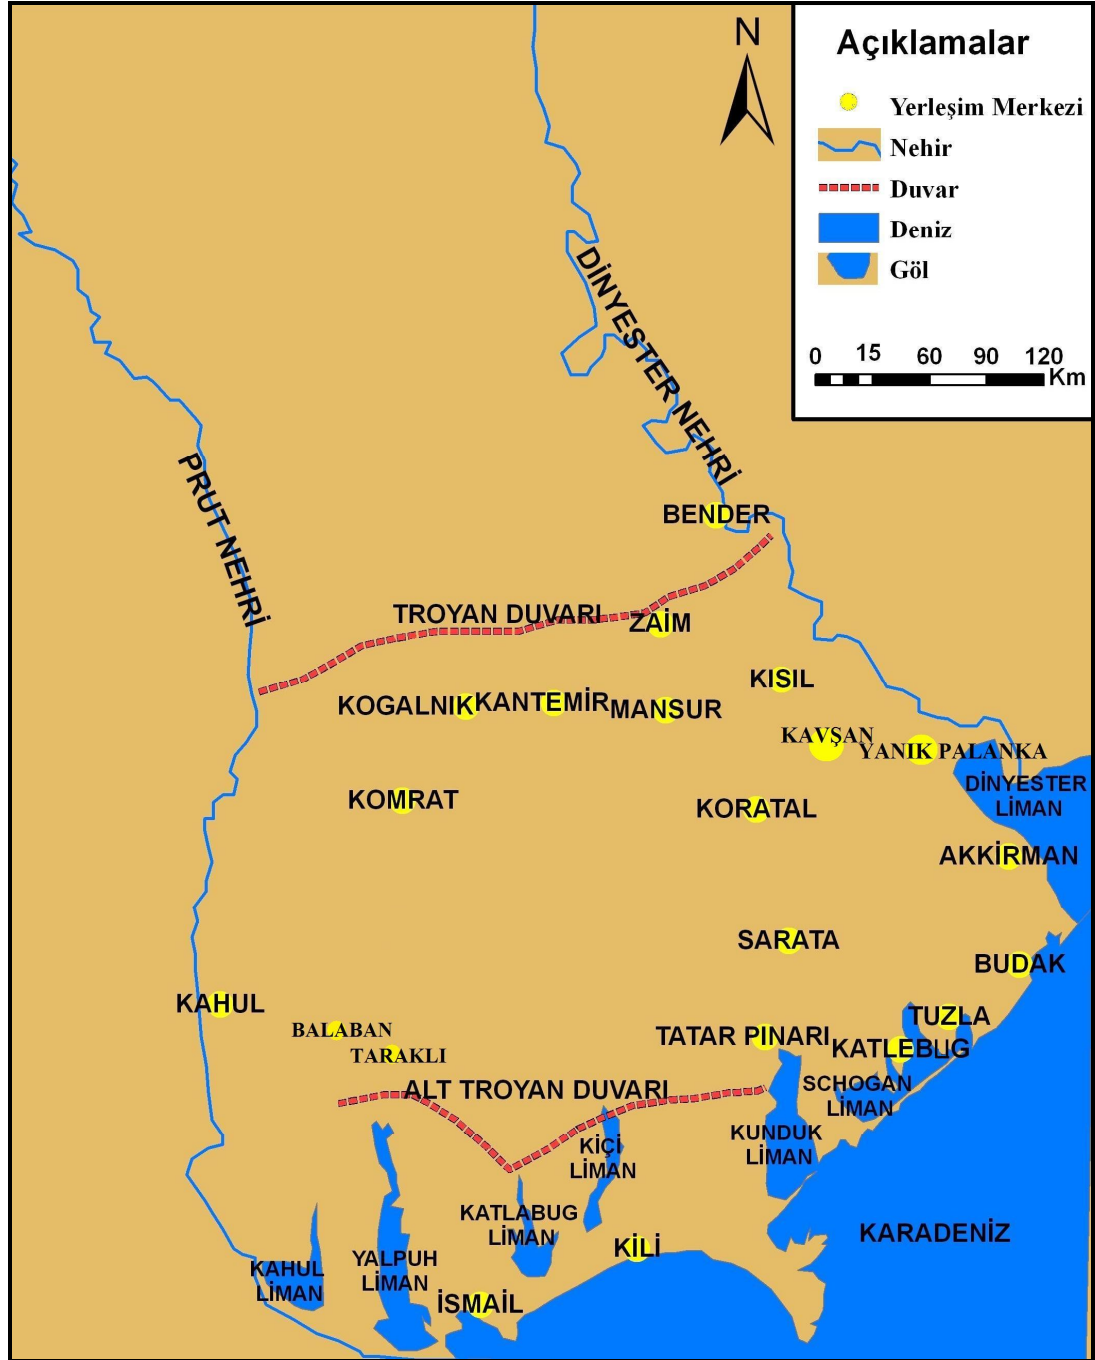 N
Açıklamalar
Yerleşim Merkezi
Nehir
Duvar
Deniz
Göl
0 15 60 90 120
Km
DİNYESTER NEHRİ
PRUT NEHRİ
BENDER
TROYAN DUVARI
ZAİM
KISIL
KOGALNIK
KANTEMİR
MANSUR
KAVŞAN
YANIK PALANKA
DİNYESTER
LİMAN
KOMRAT
KORATAL
AKKİRMAN
SARATA
BUDAK
KAHUL
TUZLA
BALABAN
TATAR PINARI
KATLEBUG
TARAKLI
SCHOGAN
LİMAN
ALT TROYAN DUVARI
KUNDUK
LİMAN
KİÇİ
LİMAN
KATLABUG
LİMAN
KARADENİZ
KİLİ
YALPUH
LİMAN
KAHUL
LİMAN
İSMAİL